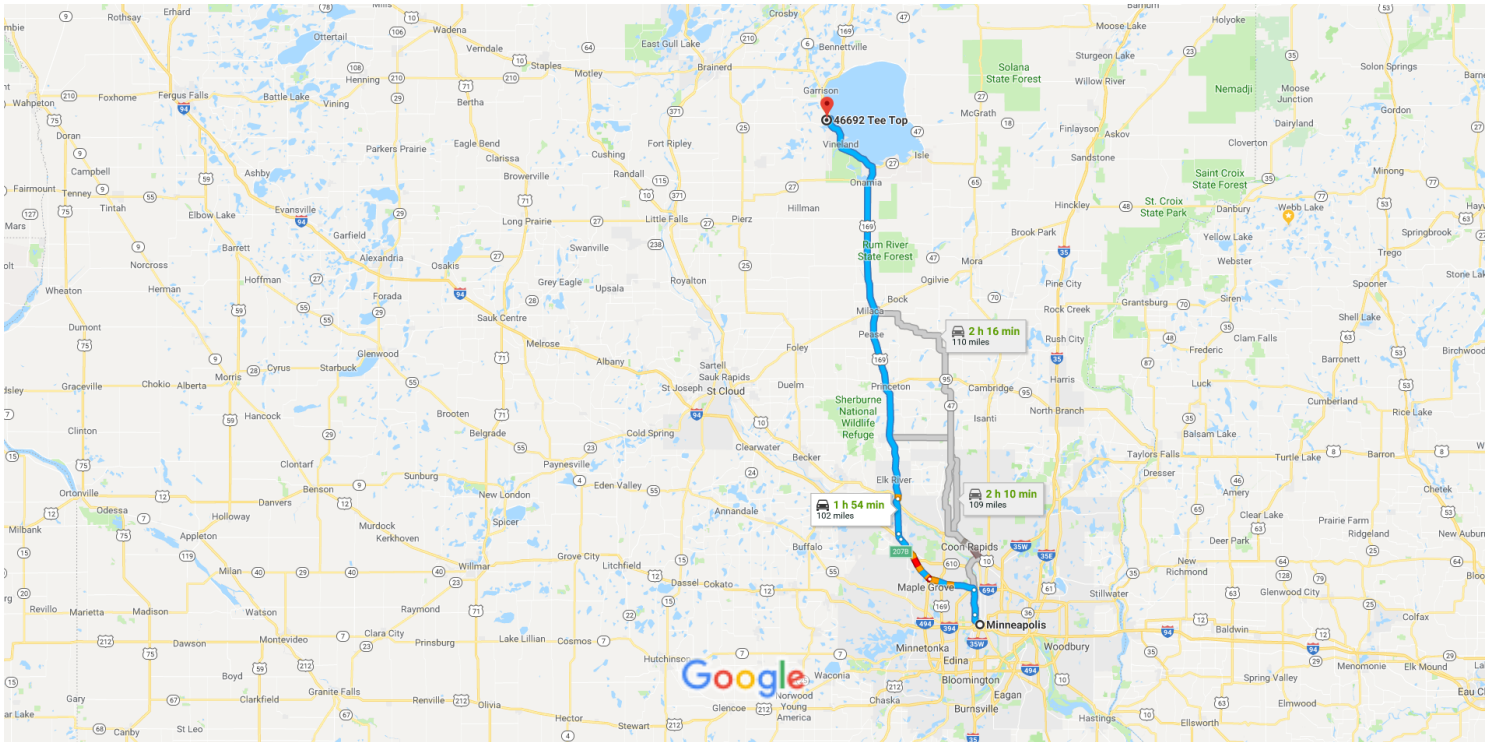 Rothsay
Erhard
Ottertail
Wadena
Verndale
Staples
Motley
East Gull Lake
Brainerd
Crosby
Bennettville
Garrison
Solana
State Forest
Moose Lake
Sturgeon Lake
Willow River
Holyoke
Solon Springs
Nemadji
Moose
Junction
Gordon
Dairyland
Wahpeton
Foxhome
Fergus Falls
Battle Lake
Vining
Henning
Bertha
Doran
Campbell
Tenney
Tintah
Fairmount
Mars
Parkers Prairie
Eagle Bend
Clarissa
Browerville
Cushing
Randall
Fort Ripley
46692 Tee Top
Vineland
Isle
Onamia
McGrath
Finlayson
Askov
Sandstone
Cloverton
Saint Croix
State Forest
Minong
Ashby
Elbow Lake
Evansville
Garfield
Long Prairie
Little Falls
Pierz
Hillman
Hinckley
St. Croix
State Park
Danbury
Webb Lake
Springbrook
Trego
Barrett
Norcross
Hoffman
Herman
Wheaton
Alexandria
Osakis
Forada
Swanville
Grey Eagle
Upsala
Royalton
Rum River
State Forest
Ogilvie
Mora
Brook Park
Pine City
Yellow Lake
Webster
Spooner
Dumont
Glenwood
Sauk Centre
Melrose
Albany
Bock
Milaca
Pease
Foley
Rock Creek
Grantsburg
Siren
Shell Lake
2 h 16 min
110 miles
Rush City
Frederic
Clam Falls
Barronett
Birchwood
Graceville
Chokio
Alberta
Morris
Cyrus
Starbuck
Sartell
Sauk Rapids
St Joseph
St Cloud
Duelm
Princeton
Cambridge
Harris
Luck
Cumberland
Rice Lake
Hancock
Clinton
Brooten
Belgrade
Cold Spring
Clearwater
Becker
Sherburne
National
Wildlife
Refuge
Isanti
North Branch
Balsam Lake
Taylors Falls
Dresser
Turtle Lake
Barron
Clontarf
Sunburg
Paynesville
Ortonville
Odessa
Danvers
Benson
Holloway
Appleton
Murdock
Kerkhoven
New London
Spicer
Eden Valley
Annandale
Elk River
1 h 54 min
102 miles
2 h 10 min
109 miles
Amery
Clear Lake
Chetek
Prairie Farm
Ridgeland
New Auburn
Deer Park
Milbank
Milan
Willmar
Grove City
Litchfield
Dassel
Cokato
Buffalo
207B
Coon Rapids
Maple Grove
Stillwater
New
Richmond
Glenwood City
Revillo
Marietta
Madison
Watson
Montevideo
Clara City
Raymond
Prinsburg
Lake Lillian
Cosmos
Minneapolis
Woodbury
Baldwin
Colfax
Dawson
Boyd
Clarkfield
Granite Falls
Renville
Olivia
Hutchinson
Google
Waconia
Norwood
Young
America
Minnetonka
Edina
Bloomington
Eagan
Burnsville
Chaska
Deer Run
Menomonie
Elk Mound
Spring Valley
Elmwood
Gary
Canby
St Leo
Hector
Stewart
Glencoe
Hastings
Ellsworth